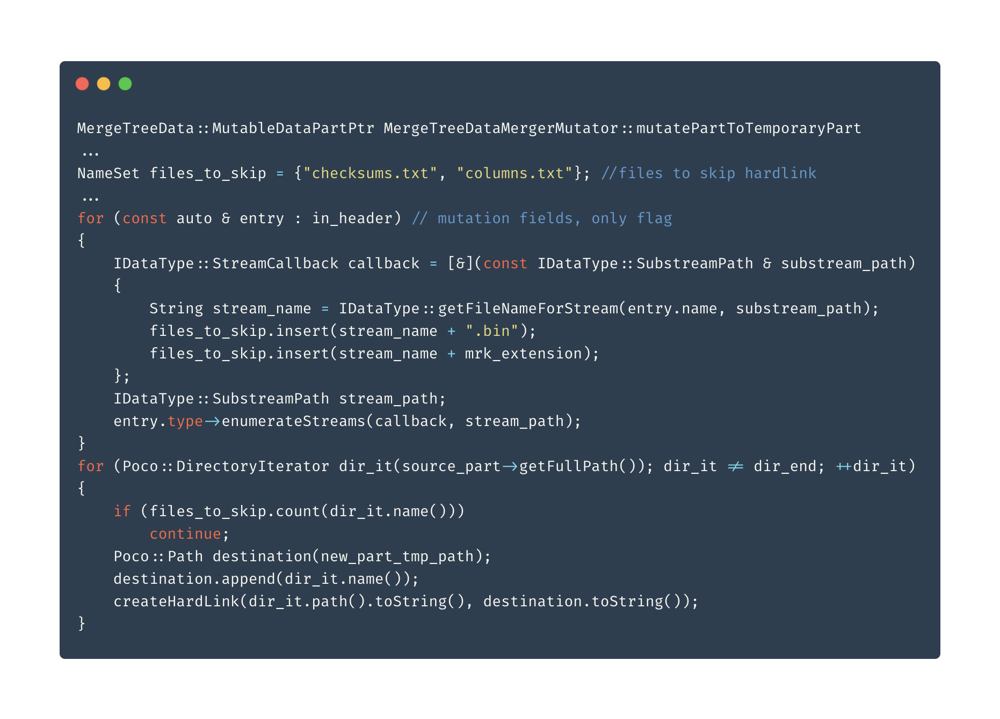 MergeTreeData::MutableDataPartPtr MergeTreeDataMergerMutator::mutatePartToTemporaryPart
...
NameSet files_to_skip = {"checksums.txt", "columns.txt"}; //files to skip hardlink
...
for (const auto & entry : in_header) // mutation fields, only flag
{
    IDataType::StreamCallback callback = [&](const IDataType::SubstreamPath & substream_path)
    {
        String stream_name = IDataType::getFileNameForStream(entry.name, substream_path);
        files_to_skip.insert(stream_name + ".bin");
        files_to_skip.insert(stream_name + mrk_extension);
    };
    IDataType::SubstreamPath stream_path;
    entry.type->enumerateStreams(callback, stream_path);
}
for (Poco::DirectoryIterator dir_it(source_part->getFullPath()); dir_it != dir_end; ++dir_it)
{
    if (files_to_skip.count(dir_it.name()))
        continue;
    Poco::Path destination(new_part_tmp_path);
    destination.append(dir_it.name());
    createHardLink(dir_it.path().toString(), destination.toString());
}